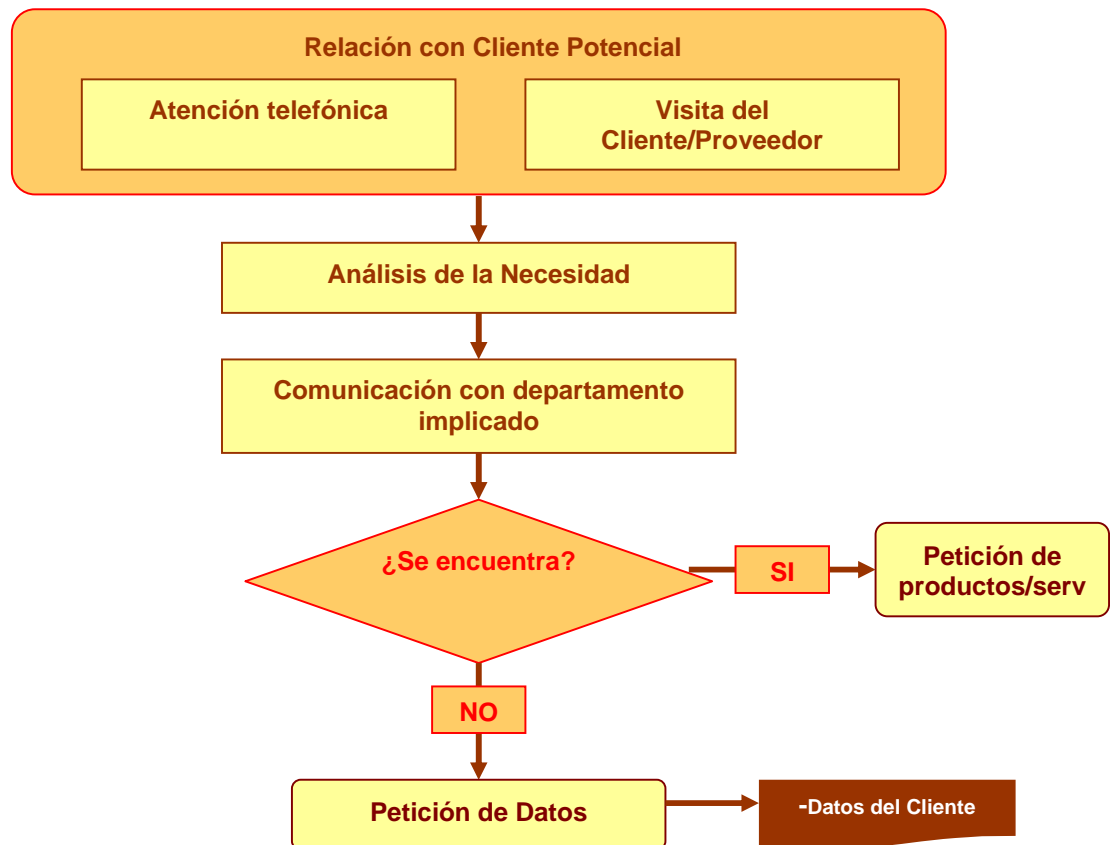 Relación con Cliente Potencial
Atención telefónica
Visita del
Cliente/Proveedor
Análisis de la Necesidad
Comunicación con departamento
implicado
¿Se encuentra?
SI
Petición de
productos/serv
NO
Petición de Datos
-Datos del Cliente